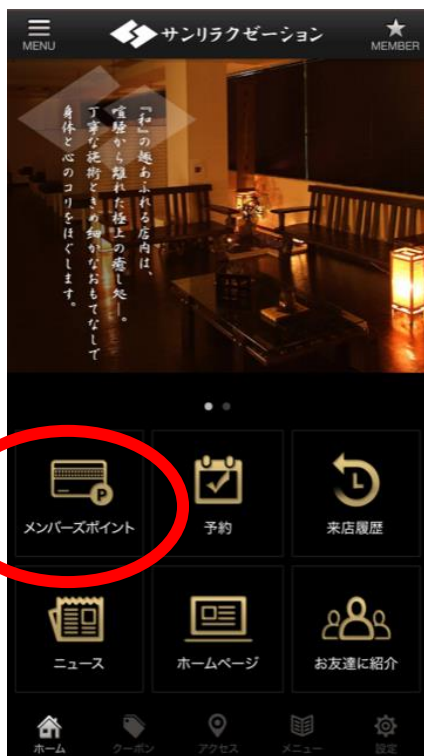 MENU
サンリラクゼーション
MEMBER
『和』の趣あふれる店内は、
喧騒から離れた極上の癒し処―。
丁寧な施術ときめ細かなおもてなしで
身体と心のコリをほぐします。
P
メンバーズポイント
予約
来店履歴
ニュース
ホームページ
お友達に紹介
ホーム
クーポン
アクセス
メニュー
設定